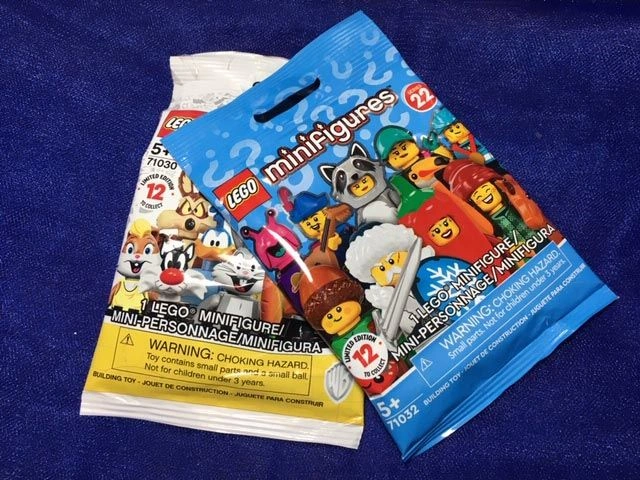 LEGO
5+
71030
LIMITED EDITION
12
TO COLLECT
LEGO® MINIFIGURE/
MINI-PERSONNAGE/MINIFIGURA
WARNING: CHOKING HAZARD.
Toy contains small parts and a small ball.
Not for children under 3 years.
BUILDING TOY - JOUET DE CONSTRUCTION - JUGUETE PARA CONSTRUIR
WB
LEGO
minifigures
SERIES
22
1 LEGO® MINIFIGURE/
MINI-PERSONNAGE/MINIFIGURA
LIMITED EDITION
12
TO COLLECT
WARNING: CHOKING HAZARD.
Small parts. Not for children under 3 years.
5+
71032
BUILDING TOY - JOUET DE CONSTRUCTION - JUGUETE PARA CONSTRUIR